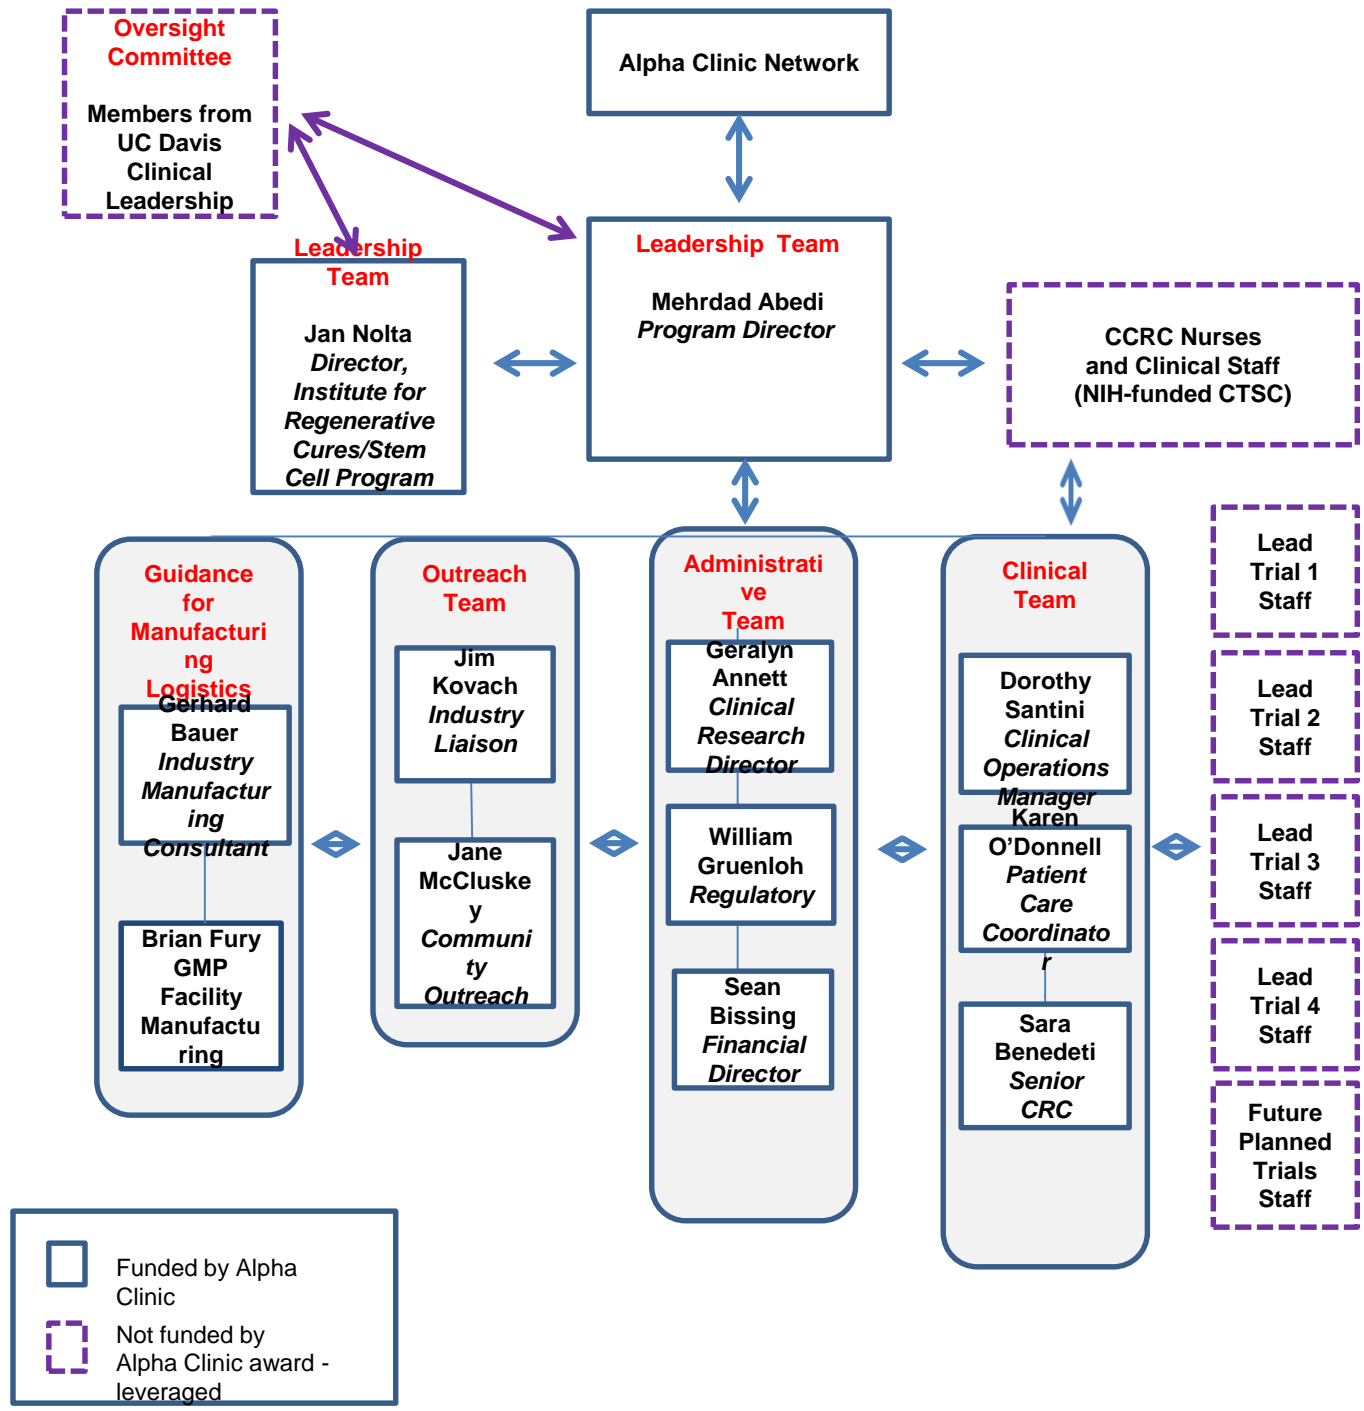 Oversight
Committee
Members from
UC Davis
Clinical
Leadership
Alpha Clinic Network
Leadership
Team
Jan Nolta
Director,
Institute for
Regenerative
Cures/Stem
Cell Program
Leadership Team
Mehrdad Abedi
Program Director
CCRC Nurses
and Clinical Staff
(NIH-funded CTSC)
Guidance
for
Manufacturi
ng
Logistics
Gerhard
Bauer
Industry
Manufactur
ing
Consultant
Brian Fury
GMP
Facility
Manufactu
ring
Outreach
Team
Jim
Kovach
Industry
Liaison
Jane
McCluske
y
Communi
ty
Outreach
Administrati
ve
Team
Geralyn
Annett
Clinical
Research
Director
William
Gruenloh
Regulatory
Sean
Bissing
Financial
Director
Clinical
Team
Dorothy
Santini
Clinical
Operations
Manager
Karen
O’Donnell
Patient
Care
Coordinato
r
Sara
Benedeti
Senior
CRC
Lead
Trial 1
Staff
Lead
Trial 2
Staff
Lead
Trial 3
Staff
Lead
Trial 4
Staff
Future
Planned
Trials
Staff
Funded by Alpha
Clinic
Not funded by
Alpha Clinic award -
leveraged